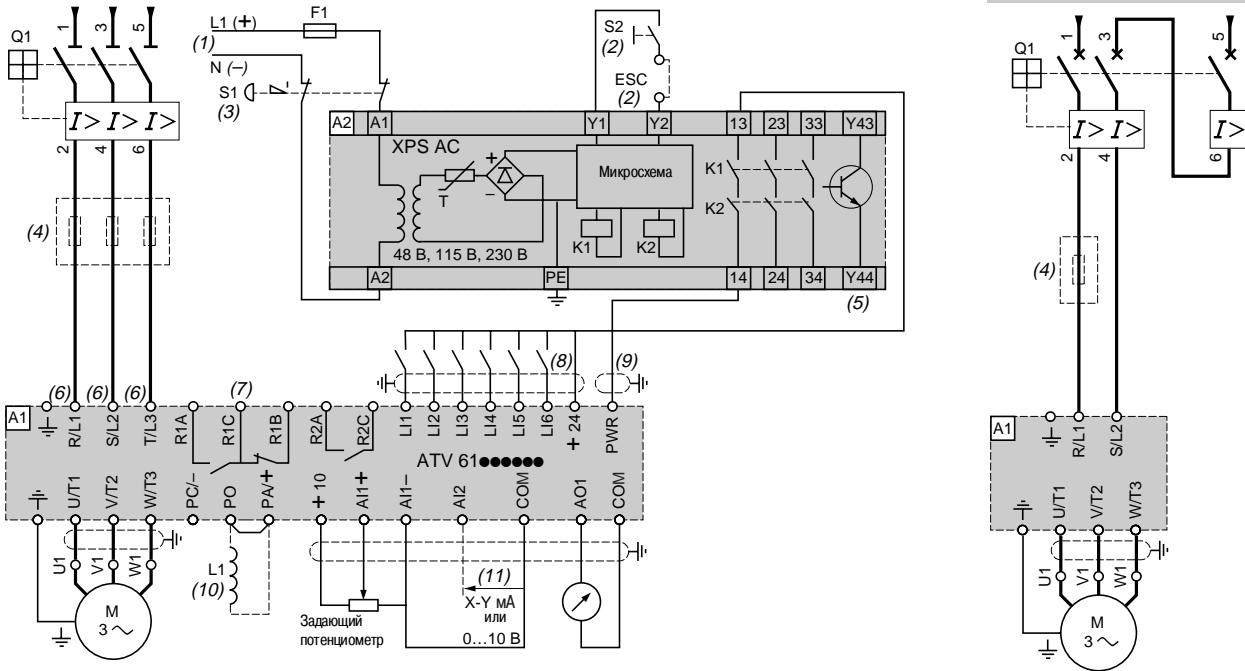 1 3 5
Q1
I> I> I>
2 4 6
(4)
L1 (+)
F1
(1)
N (–)
S1
(3)
S2
(2)
ESC
(2)
A2 A1 Y1 Y2 13 23 33 Y43
XPS AC
T
+
–
Микросхема
K1
K2
K1 K2
48 В, 115 В, 230 В
A2 PE 14 24 34 Y44
(5)
(8) (9)
(6) (6) (6) (7)
A1
R/L1 S/L2 T/L3 R1A R1C R1B R2A R2C LI1 LI2 LI3 LI4 LI5 LI6 + 24 PWR
ATV 61●●●●●●
U/T1 V/T2 W/T3 PC/– PO PA/+ + 10 AI1+ AI1– AI2 COM AO1 COM
U1 V1 W1
M
3
L1
(10)
Задающий
потенциометр
(11)
X-Y мА
или
0...10 В
1 3 5
Q1
I> I> I>
2 4 6
(4)
A1
R/L1 S/L2
U/T1 V/T2 W/T3
U1 V1 W1
M
3